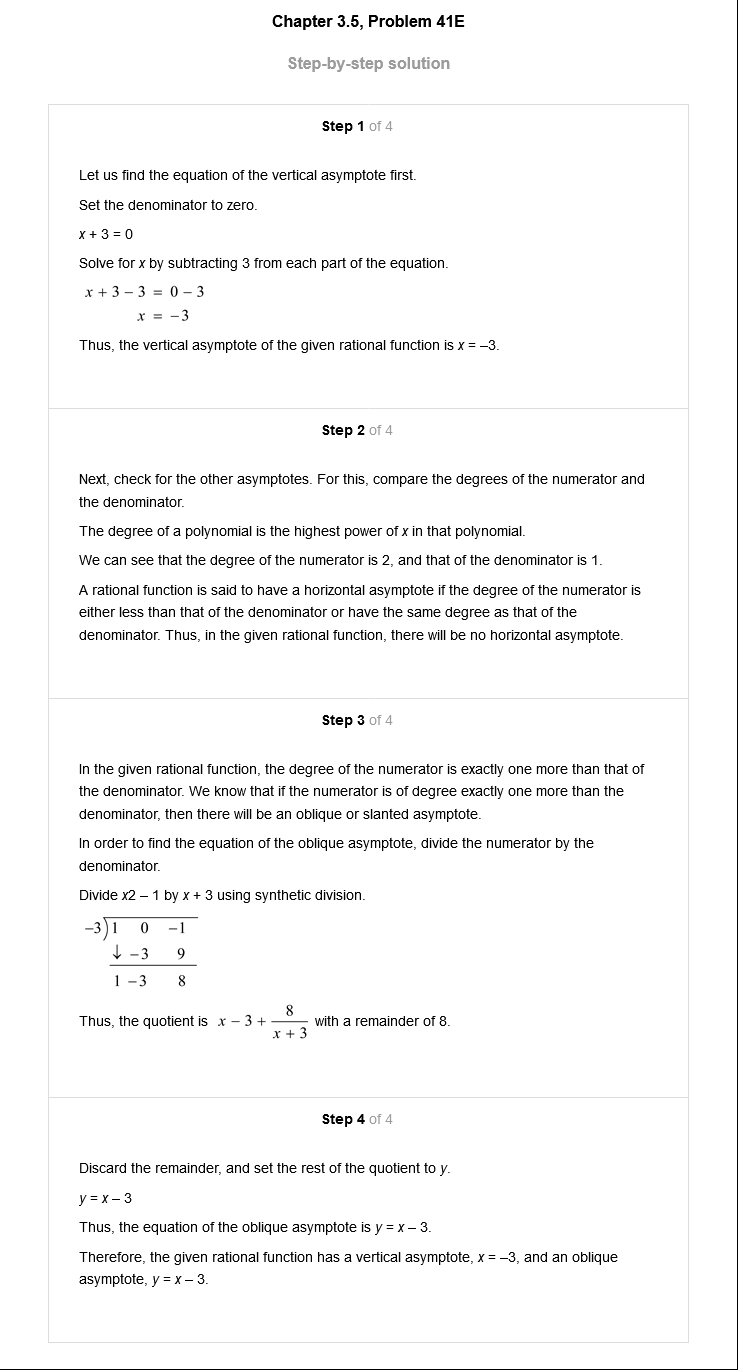 Chapter 3.5, Problem 41E
Step-by-step solution
Step 1 of 4
Let us find the equation of the vertical asymptote first.
Set the denominator to zero.
x + 3 = 0
Solve for x by subtracting 3 from each part of the equation.
x + 3 − 3 = 0 − 3
x = −3
Thus, the vertical asymptote of the given rational function is x = –3.
Step 2 of 4
Next, check for the other asymptotes. For this, compare the degrees of the numerator and
the denominator.
The degree of a polynomial is the highest power of x in that polynomial.
We can see that the degree of the numerator is 2, and that of the denominator is 1.
A rational function is said to have a horizontal asymptote if the degree of the numerator is
either less than that of the denominator or have the same degree as that of the
denominator. Thus, in the given rational function, there will be no horizontal asymptote.
Step 3 of 4
In the given rational function, the degree of the numerator is exactly one more than that of
the denominator. We know that if the numerator is of degree exactly one more than the
denominator, then there will be an oblique or slanted asymptote.
In order to find the equation of the oblique asymptote, divide the numerator by the
denominator.
Divide x2 – 1 by x + 3 using synthetic division.
−3)1 0 −1
↓ −3 9
1 −3 8
Thus, the quotient is x − 3 + 8/(x + 3) with a remainder of 8.
Step 4 of 4
Discard the remainder, and set the rest of the quotient to y.
y = x – 3
Thus, the equation of the oblique asymptote is y = x – 3.
Therefore, the given rational function has a vertical asymptote, x = –3, and an oblique
asymptote, y = x – 3.